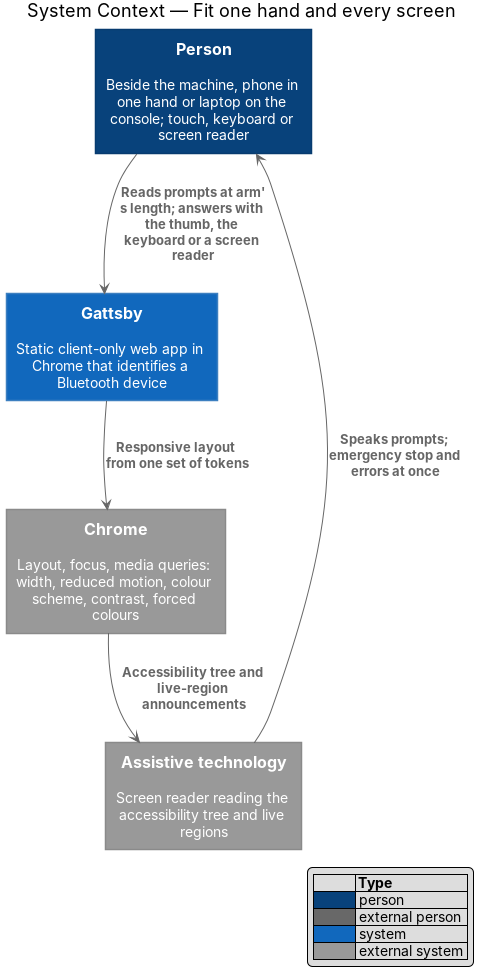 System Context — Fit one hand and every screen
Person
Beside the machine, phone in
one hand or laptop on the
console; touch, keyboard or
screen reader
Reads prompts at arm'
s length; answers with
the thumb, the
keyboard or a screen
reader
Gattsby
Static client-only web app in
Chrome that identifies a
Bluetooth device
Responsive layout
from one set of tokens
Speaks prompts;
emergency stop and
errors at once
Chrome
Layout, focus, media queries:
width, reduced motion, colour
scheme, contrast, forced
colours
Accessibility tree and
live-region
announcements
Assistive technology
Screen reader reading the
accessibility tree and live
regions
Type
person
external person
system
external system